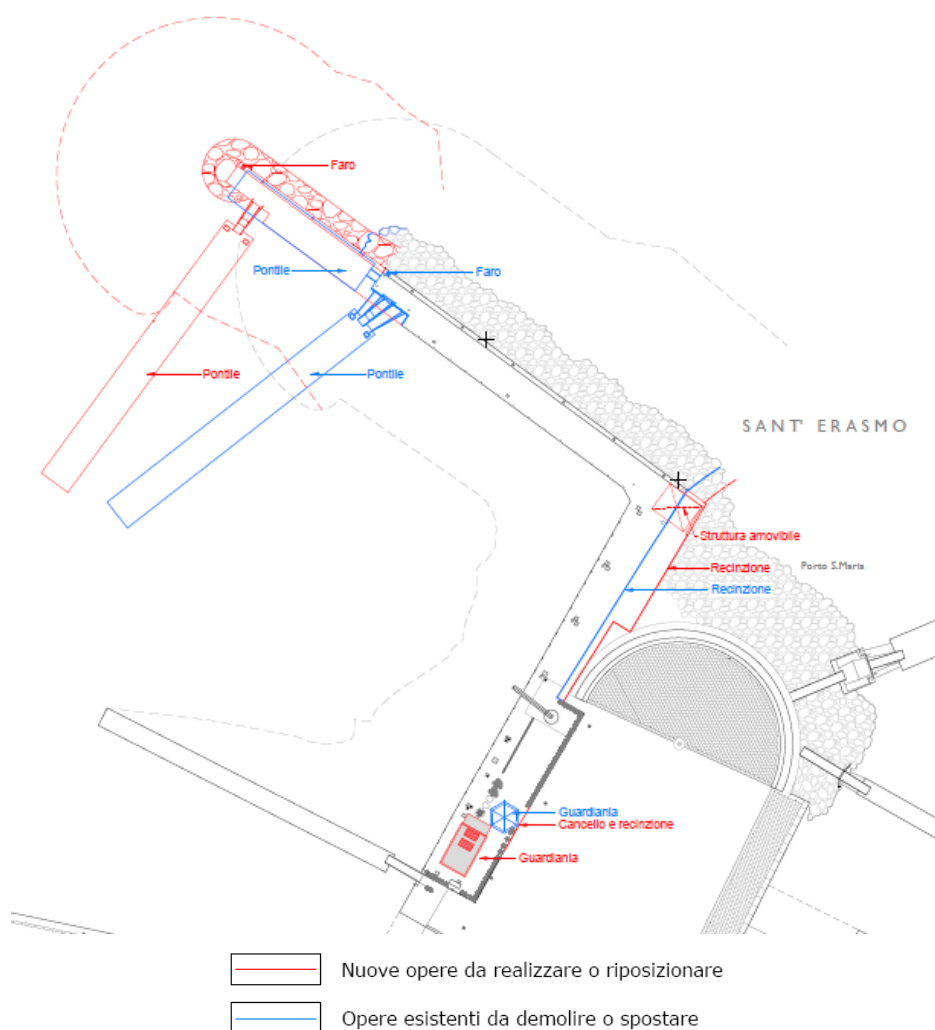 Faro
Pontile
Faro
Pontile
Pontile
SANT' ERASMO
Struttura amovibile
Recinzione
Porto S.Maria
Recinzione
Guardiania
Cancello e recinzione
Guardiania
Nuove opere da realizzare o riposizionare
Opere esistenti da demolire o spostare